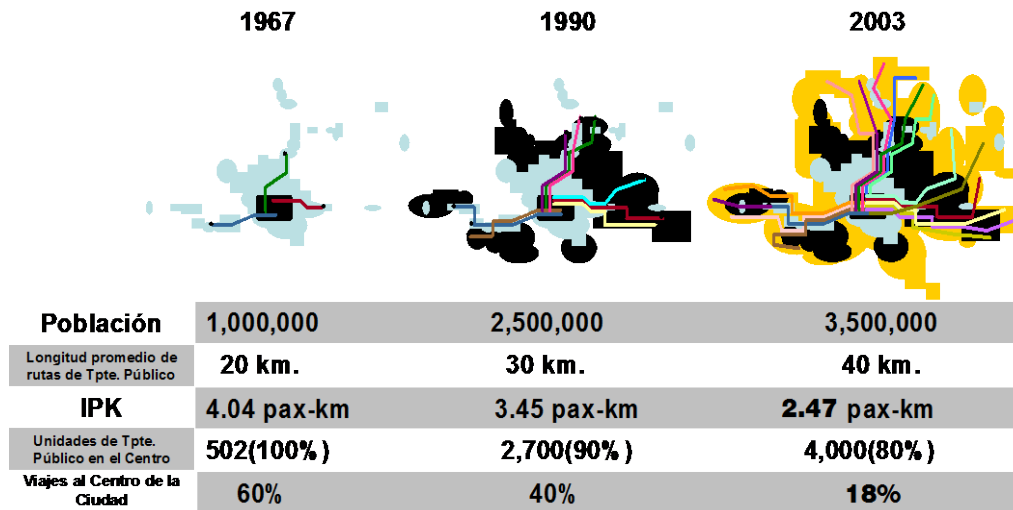 1967 1990 2003
Población 1,000,000 2,500,000 3,500,000
Longitud promedio de
rutas de Tpte. Público 20 km. 30 km. 40 km.
IPK 4.04 pax-km 3.45 pax-km 2.47 pax-km
Unidades de Tpte.
Público en el Centro 502(100%) 2,700(90%) 4,000(80%)
Viajes al Centro de la
Ciudad 60% 40% 18%